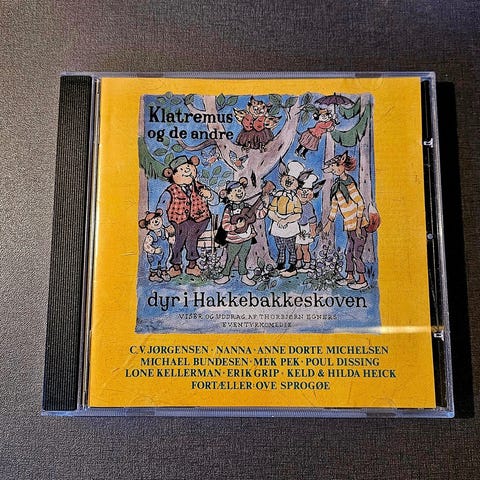 Klatremus
og de andre
dyr i Hakkebakkeskoven
VISER OG UDDRAG AF THORBJØRN EGNERS
EVENTYRKOMEDIE
C.V. JØRGENSEN · NANNA · ANNE DORTE MICHELSEN
MICHAEL BUNDESEN · MEK PEK · POUL DISSING
LONE KELLERMAN · ERIK GRIP · KELD & HILDA HEICK
FORTÆLLER: OVE SPROGØE